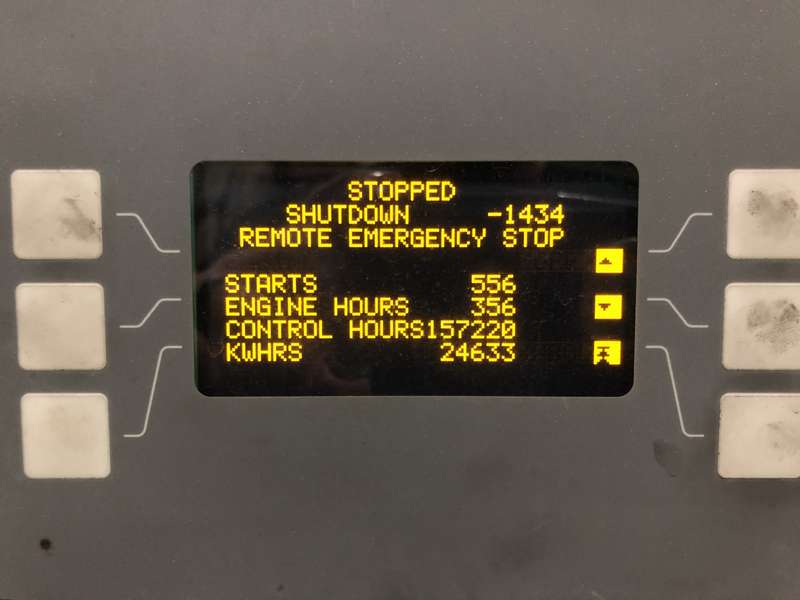 STOPPED
SHUTDOWN -1434
REMOTE EMERGENCY STOP
STARTS 556
ENGINE HOURS 356
CONTROL HOURS157220
KWHRS 24633